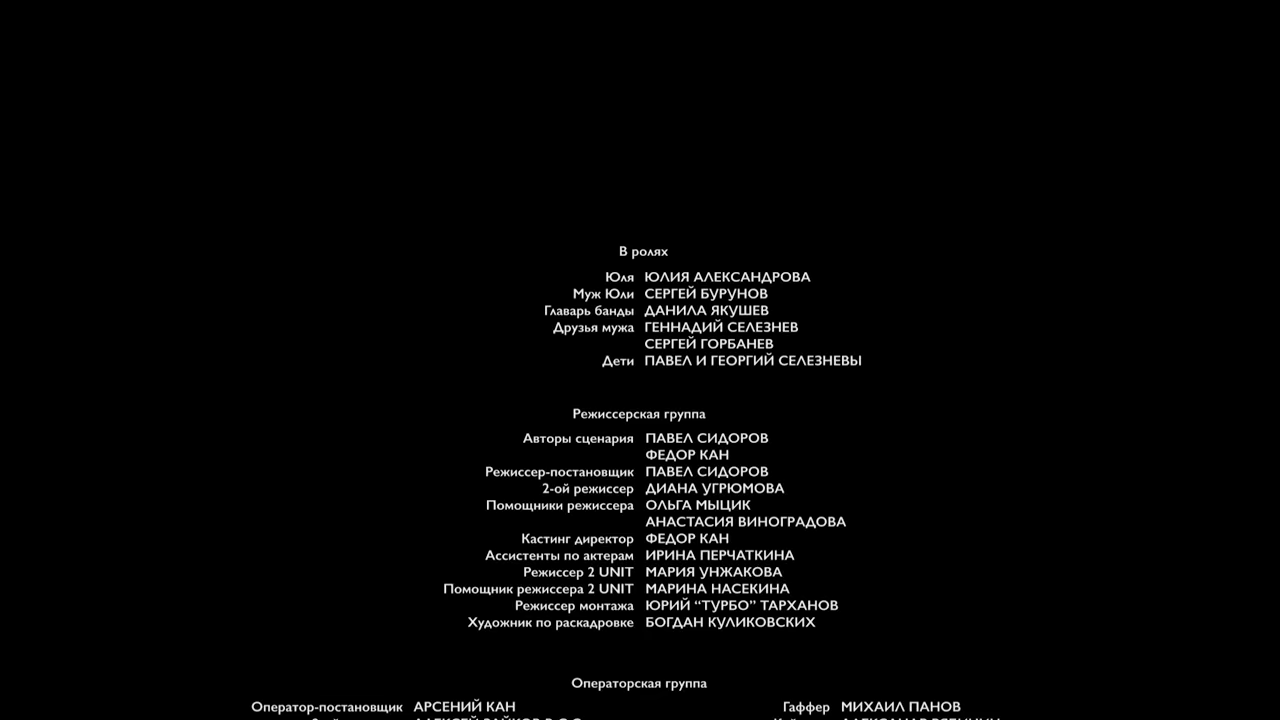 В ролях
Юля ЮЛИЯ АЛЕКСАНДРОВА
Муж Юли СЕРГЕЙ БУРУНОВ
Главарь банды ДАНИЛА ЯКУШЕВ
Друзья мужа ГЕННАДИЙ СЕЛЕЗНЕВ
СЕРГЕЙ ГОРБАНЕВ
Дети ПАВЕЛ И ГЕОРГИЙ СЕЛЕЗНЕВЫ
Режиссерская группа
Авторы сценария ПАВЕЛ СИДОРОВ
ФЕДОР КАН
Режиссер-постановщик ПАВЕЛ СИДОРОВ
2-ой режиссер ДИАНА УГРЮМОВА
Помощники режиссера ОЛЬГА МЫЦИК
АНАСТАСИЯ ВИНОГРАДОВА
Кастинг директор ФЕДОР КАН
Ассистенты по актерам ИРИНА ПЕРЧАТКИНА
Режиссер 2 UNIT МАРИЯ УНЖАКОВА
Помощник режиссера 2 UNIT МАРИНА НАСЕКИНА
Режиссер монтажа ЮРИЙ “ТУРБО” ТАРХАНОВ
Художник по раскадровке БОГДАН КУЛИКОВСКИХ
Операторская группа
Оператор-постановщик АРСЕНИЙ КАН Гаффер МИХАИЛ ПАНОВ